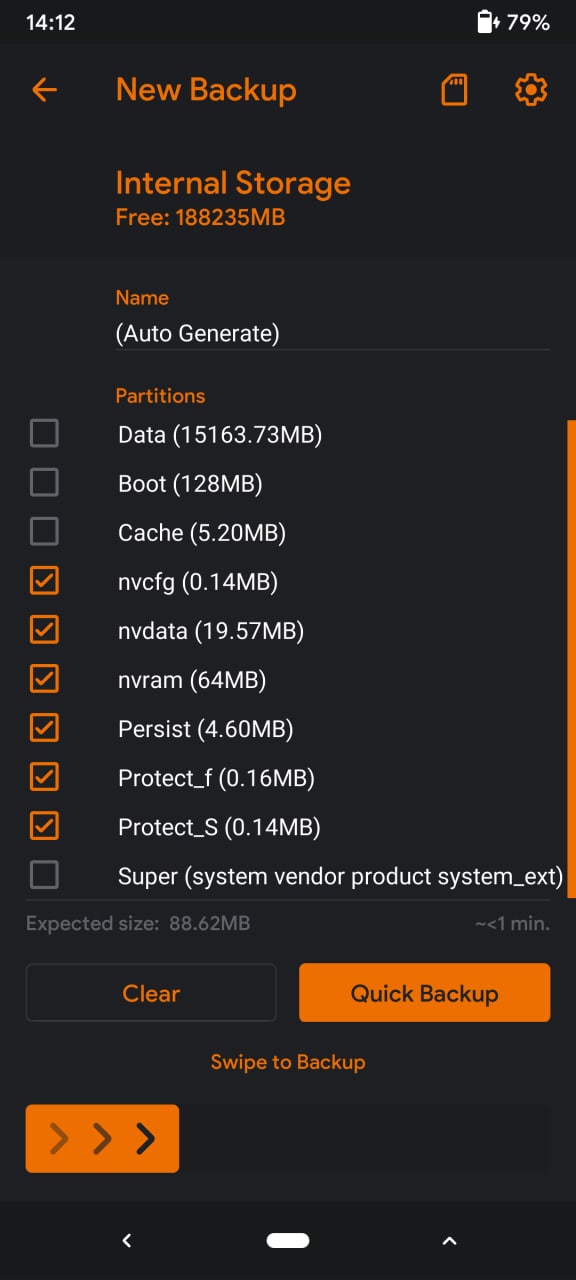 14:12
79%
New Backup
Internal Storage
Free: 188235MB
Name
(Auto Generate)
Partitions
Data (15163.73MB)
Boot (128MB)
Cache (5.20MB)
nvcfg (0.14MB)
nvdata (19.57MB)
nvram (64MB)
Persist (4.60MB)
Protect_f (0.16MB)
Protect_S (0.14MB)
Super (system vendor product system_ext)
Expected size: 88.62MB
~<1 min.
Clear
Quick Backup
Swipe to Backup